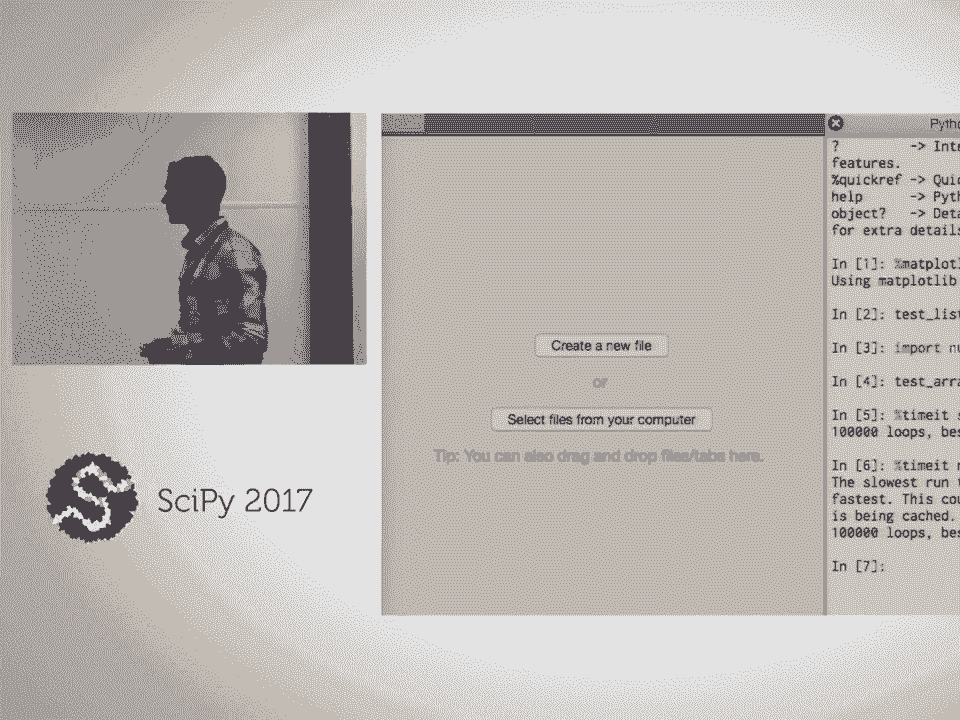 SciPy 2017
Create a new file
or
Select files from your computer
Tip: You can also drag and drop files/tabs here.
Pytho
? -> Inte
features.
%quickref -> Quic
help -> Pyth
object? -> Deta
for extra details
In [1]: %matplotl
Using matplotlib
In [2]: test_list
In [3]: import nu
In [4]: test_arra
In [5]: %timeit s
100000 loops, bes
In [6]: %timeit n
The slowest run t
fastest. This cou
is being cached.
100000 loops, bes
In [7]: